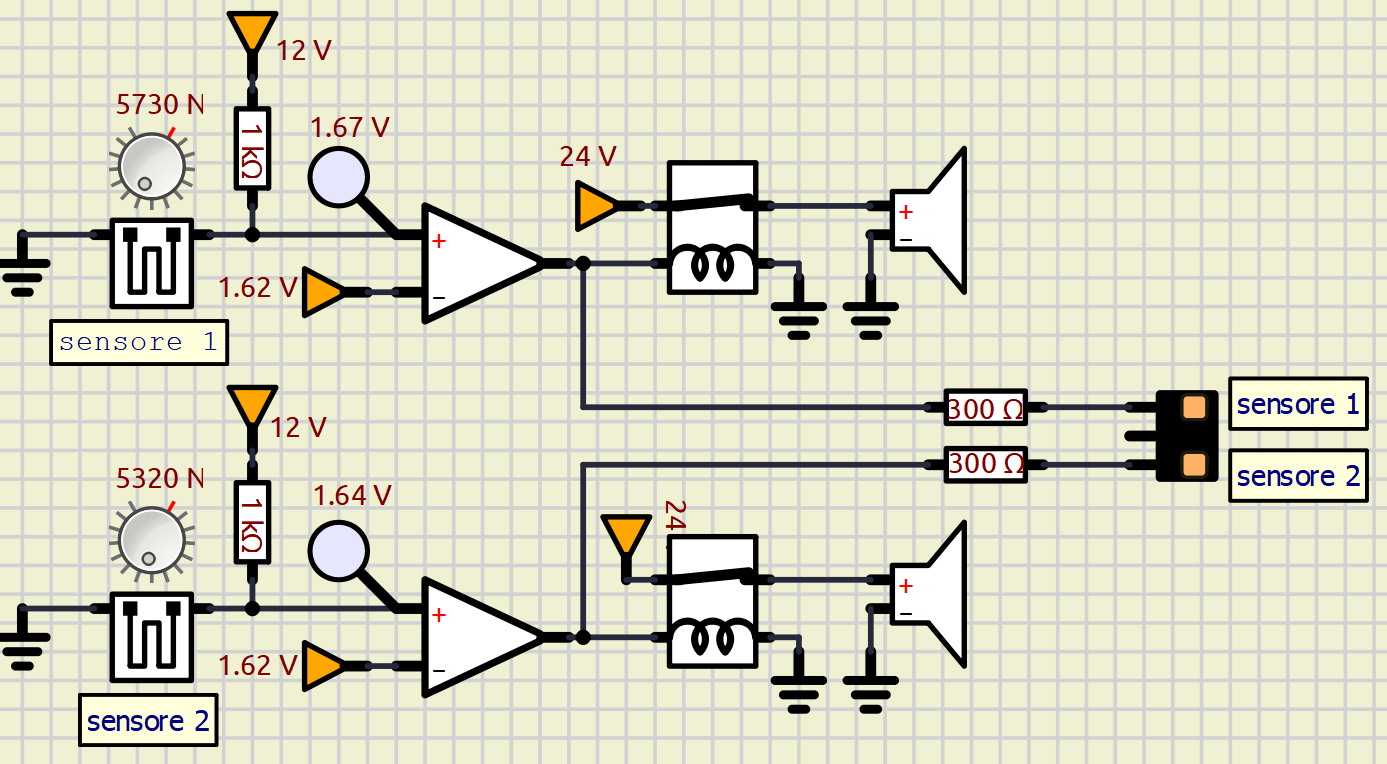 12 V
5730 N
1 kΩ
1.67 V
24 V
+
+
−
1.62 V
−
sensore 1
300 Ω
sensore 1
12 V
300 Ω
sensore 2
5320 N
1 kΩ
1.64 V
24
+
+
−
1.62 V
−
sensore 2